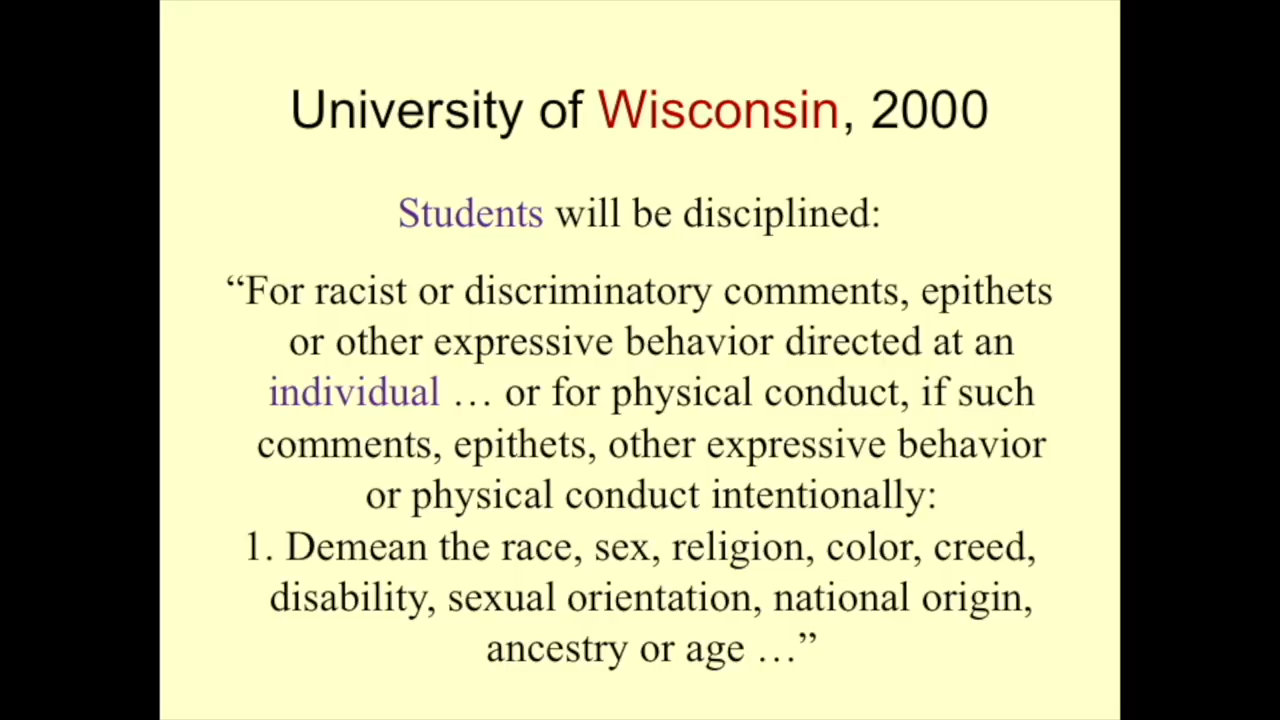 University of Wisconsin, 2000
Students will be disciplined:
“For racist or discriminatory comments, epithets
or other expressive behavior directed at an
individual … or for physical conduct, if such
comments, epithets, other expressive behavior
or physical conduct intentionally:
1. Demean the race, sex, religion, color, creed,
disability, sexual orientation, national origin,
ancestry or age …”